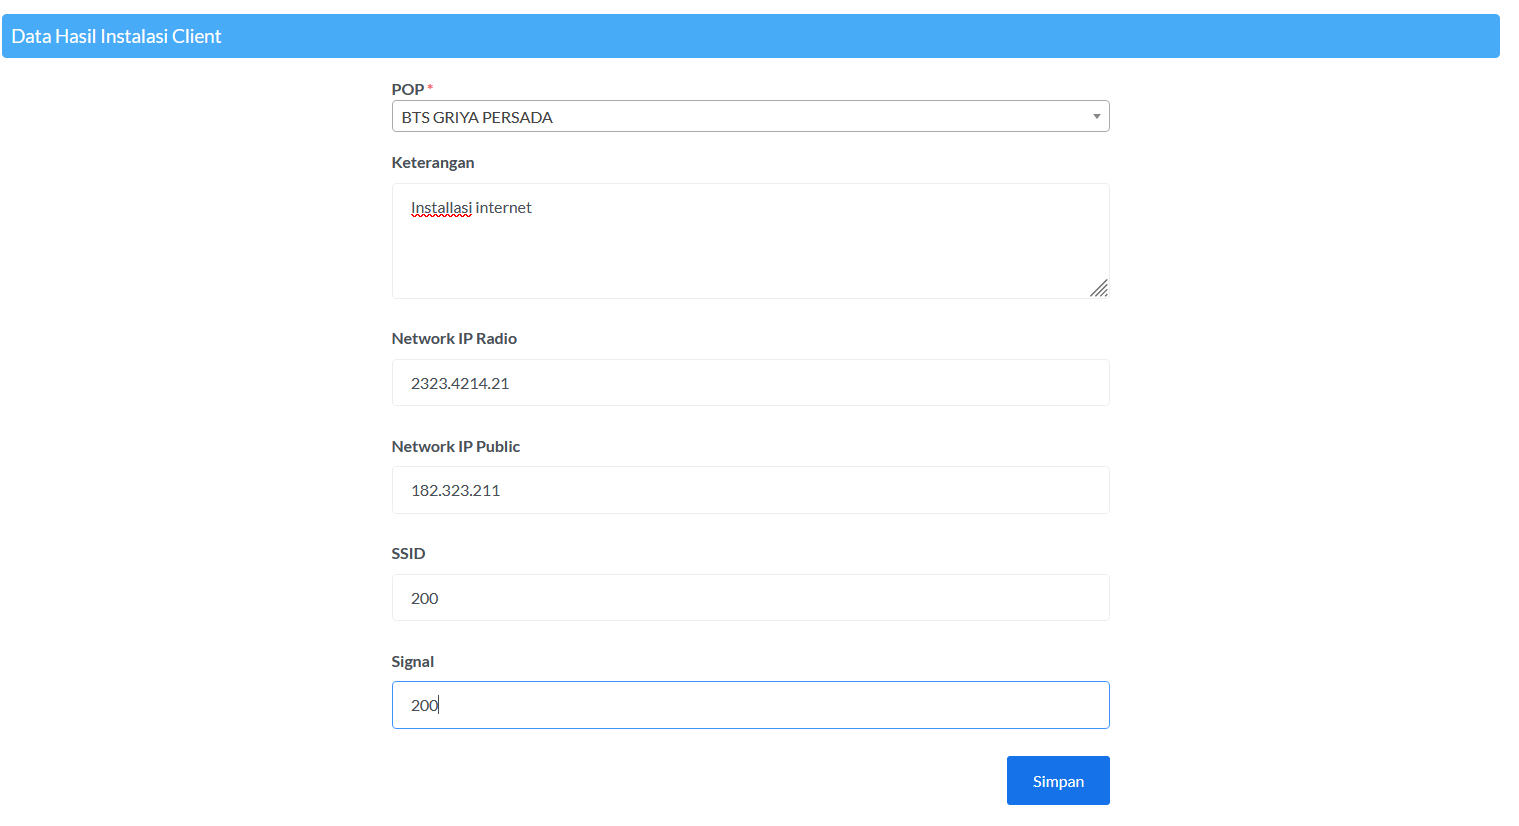 Data Hasil Instalasi Client
POP *
BTS GRIYA PERSADA
Keterangan
Installasi internet
Network IP Radio
2323.4214.21
Network IP Public
182.323.211
SSID
200
Signal
200
Simpan